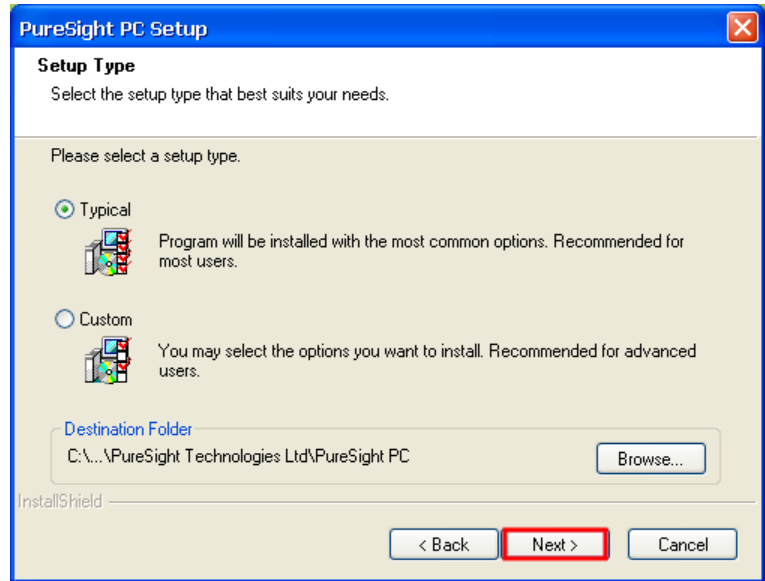 PureSight PC Setup
Setup Type
Select the setup type that best suits your needs.
Please select a setup type.
Typical
Program will be installed with the most common options. Recommended for
most users.
Custom
You may select the options you want to install. Recommended for advanced
users.
Destination Folder
C:\...\PureSight Technologies Ltd\PureSight PC
Browse...
InstallShield
< Back
Next >
Cancel